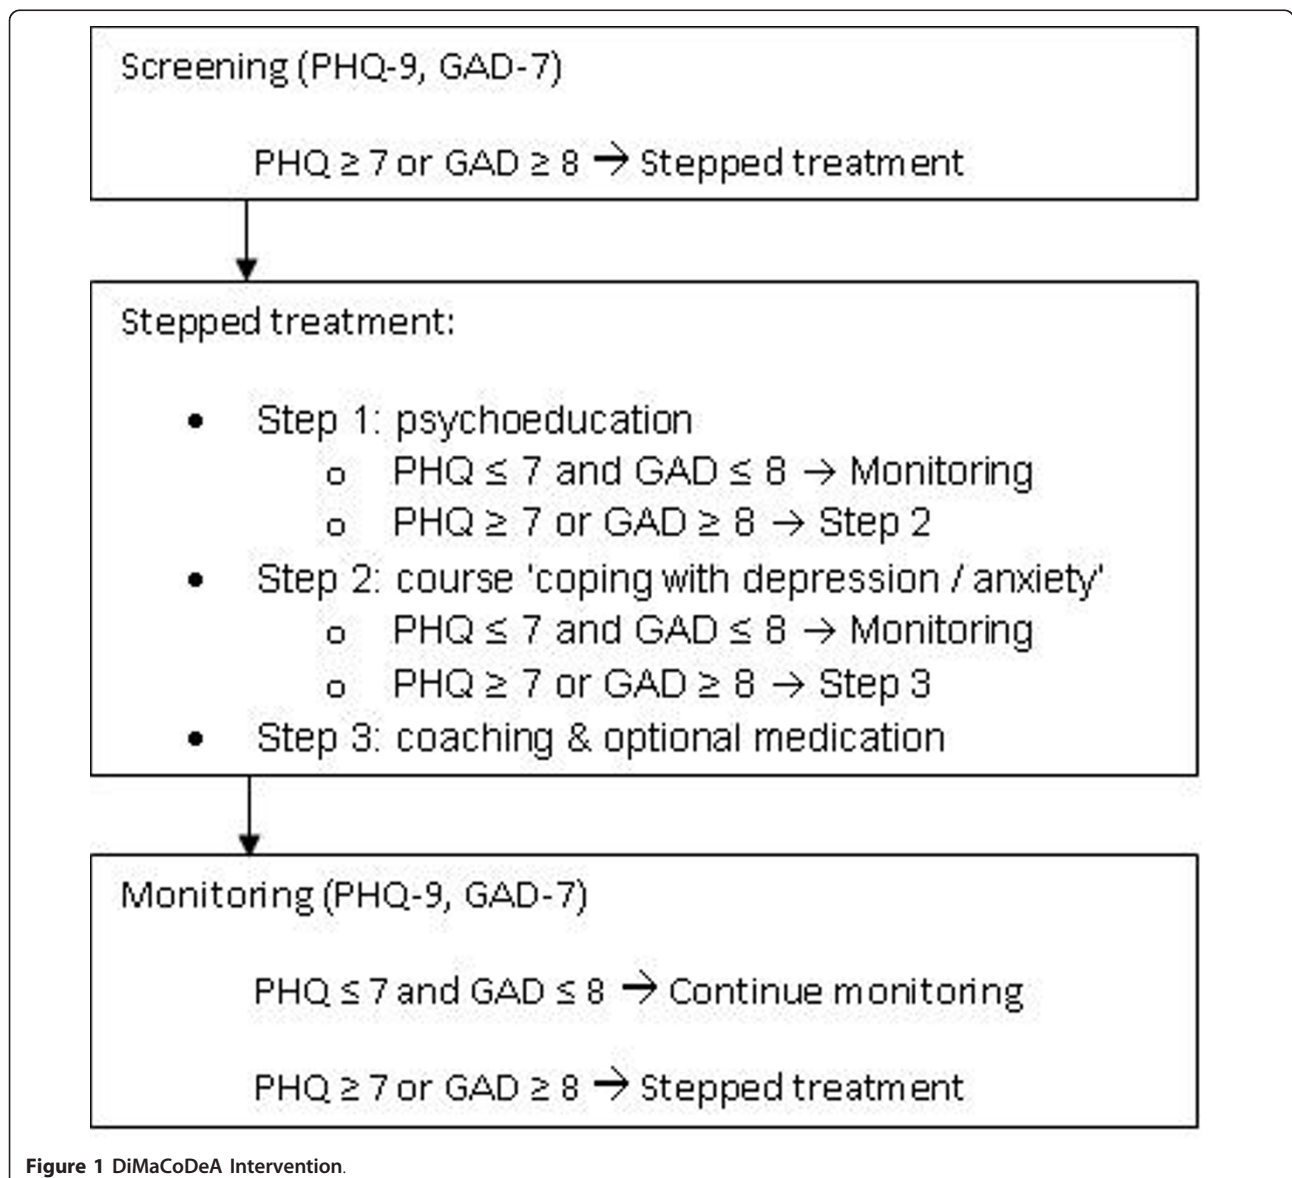 Screening (PHQ-9, GAD-7)
PHQ ≥ 7 or GAD ≥ 8 → Stepped treatment
Stepped treatment:
• Step 1: psychoeducation
o PHQ ≤ 7 and GAD ≤ 8 → Monitoring
o PHQ ≥ 7 or GAD ≥ 8 → Step 2
• Step 2: course 'coping with depression / anxiety'
o PHQ ≤ 7 and GAD ≤ 8 → Monitoring
o PHQ ≥ 7 or GAD ≥ 8 → Step 3
• Step 3: coaching & optional medication
Monitoring (PHQ-9, GAD-7)
PHQ ≤ 7 and GAD ≤ 8 → Continue monitoring
PHQ ≥ 7 or GAD ≥ 8 → Stepped treatment
Figure 1 DiMaCoDeA Intervention.